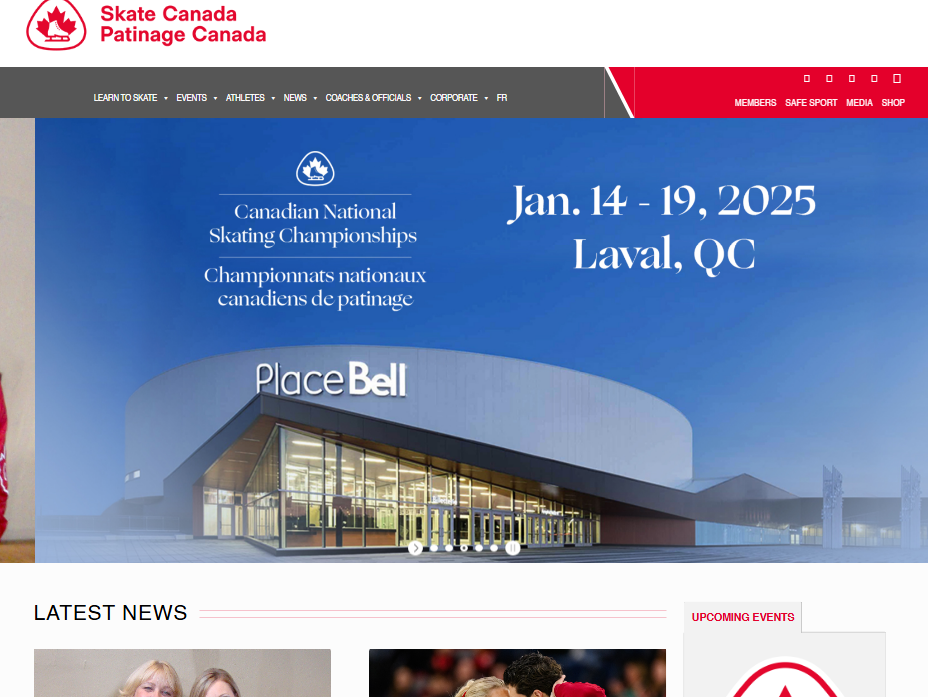 Skate Canada
Patinage Canada
LEARN TO SKATE EVENTS ATHLETES NEWS COACHES & OFFICIALS CORPORATE FR
MEMBERS SAFE SPORT MEDIA SHOP
Canadian National
Skating Championships
Championnats nationaux
canadiens de patinage
Jan. 14 - 19, 2025
Laval, QC
Place Bell
LATEST NEWS
UPCOMING EVENTS